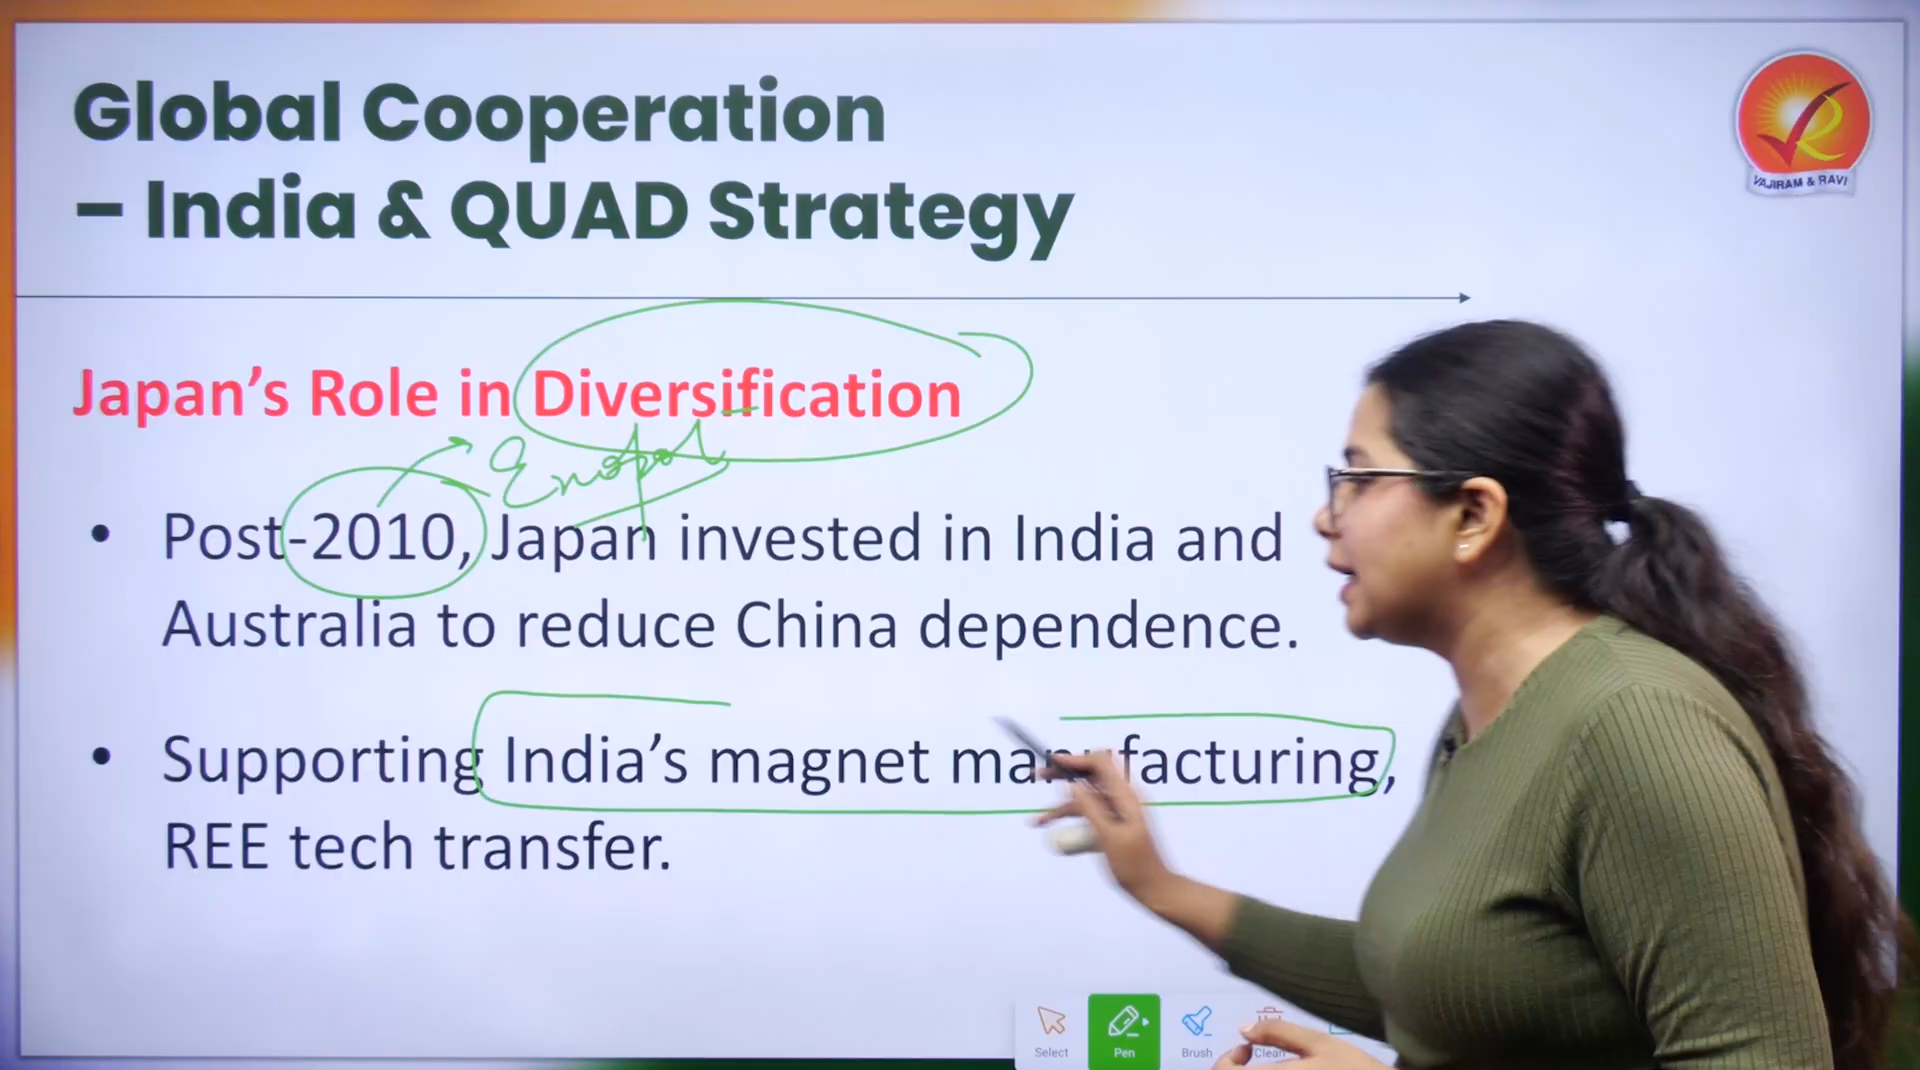 Global Cooperation
– India & QUAD Strategy
VAJIRAM & RAVI
Japan's Role in Diversification
• Post-2010, Japan invested in India and
Australia to reduce China dependence.
• Supporting India's magnet manufacturing,
REE tech transfer.
Select
Pen
Brush
Clean